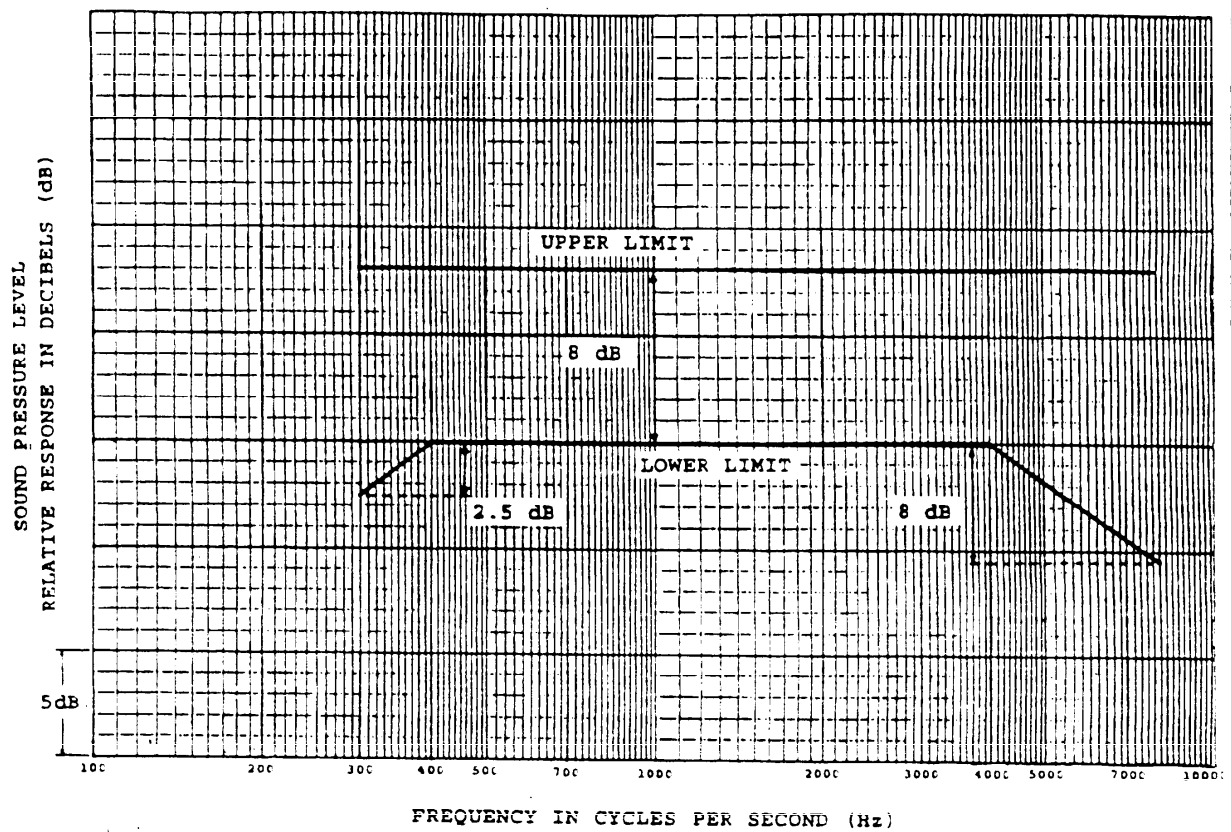 SOUND PRESSURE LEVEL
RELATIVE RESPONSE IN DECIBELS (dB)
UPPER LIMIT
8 dB
LOWER LIMIT
2.5 dB
8 dB
5dB
100 200 300 400 500 700 1000 2000 3000 4000 5000 7000 10000
FREQUENCY IN CYCLES PER SECOND (Hz)